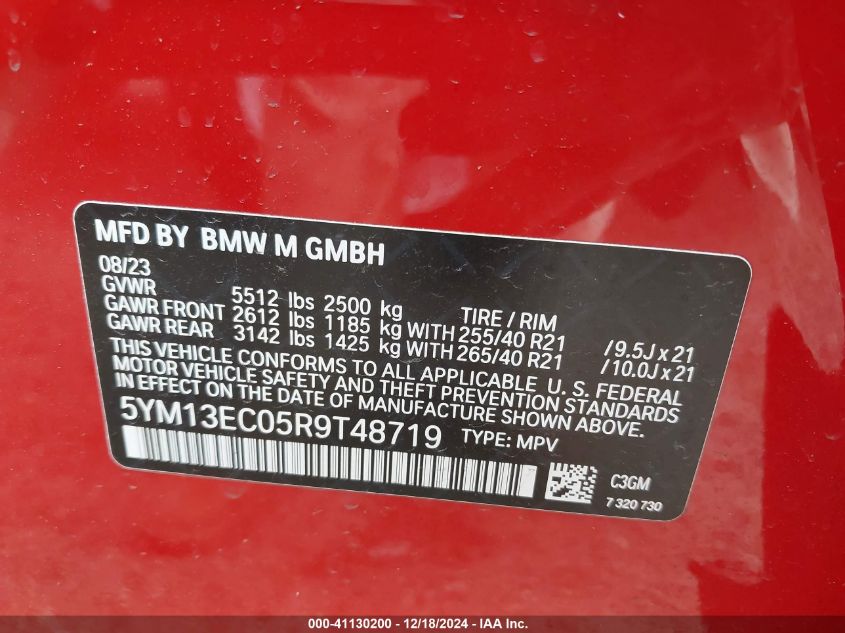 MFD BY BMW M GMBH
08/23
GVWR 5512 lbs 2500 kg TIRE / RIM
GAWR FRONT 2612 lbs 1185 kg WITH 255/40 R21 / 9.5J x 21
GAWR REAR 3142 lbs 1425 kg WITH 265/40 R21 / 10.0J x 21
THIS VEHICLE CONFORMS TO ALL APPLICABLE U. S. FEDERAL
MOTOR VEHICLE SAFETY AND THEFT PREVENTION STANDARDS
IN EFFECT ON THE DATE OF MANUFACTURE SHOWN ABOVE.
5YM13EC05R9T48719 TYPE: MPV
C3GM
7 320 730
000-41130200 - 12/18/2024 - IAA Inc.